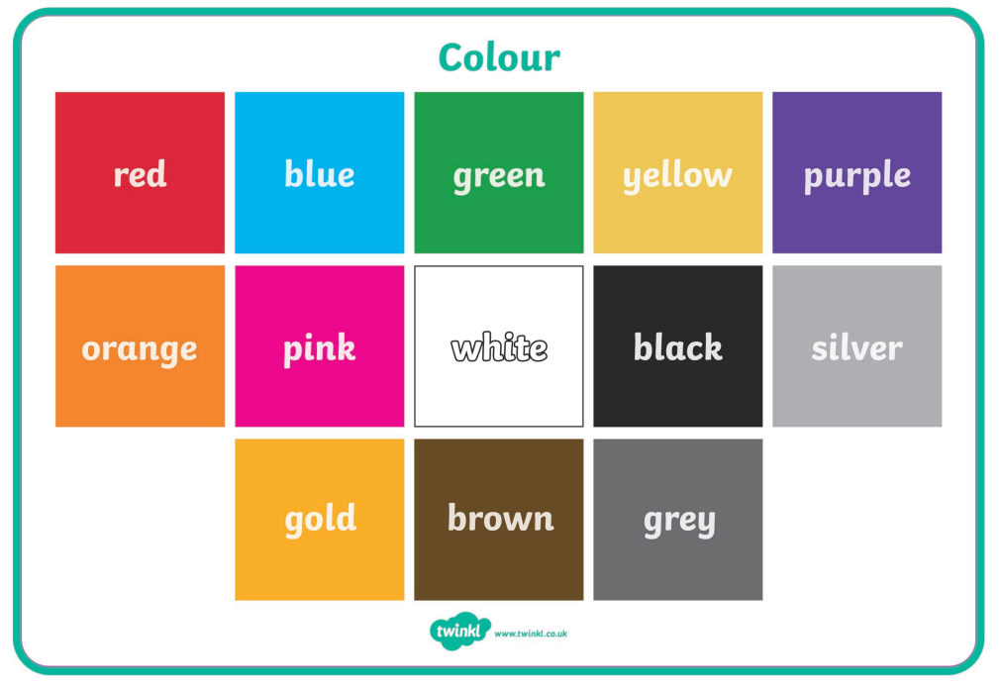 Colour
red blue green yellow purple
orange pink white black silver
gold brown grey
twinkl www.twinkl.co.uk